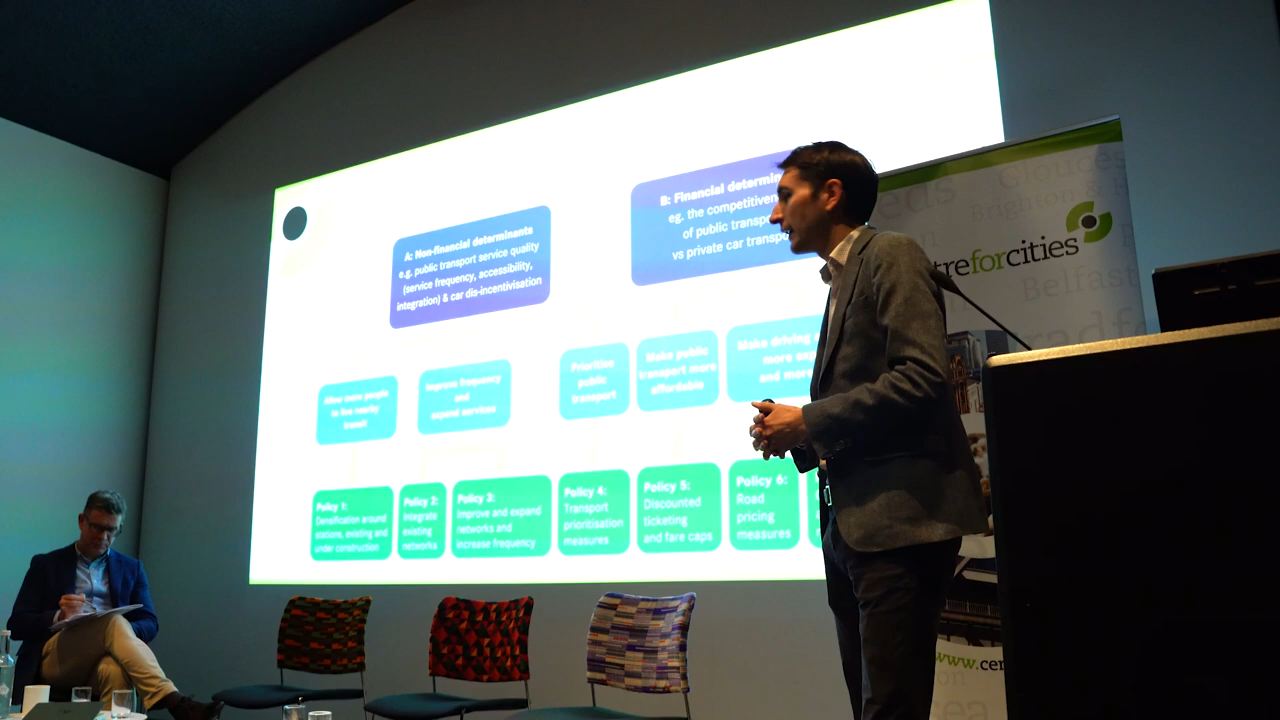 A: Non-financial determinants
e.g. public transport service quality
(service frequency, accessibility,
integration) & car dis-incentivisation
B: Financial determin
eg. the competitiven
of public transpo
vs private car transpo
Allow more people
to live nearby
transit
Improve frequency
and
expand services
Prioritise
public
transport
Make public
transport more
affordable
Make driving
more exp
and more
Policy 1:
Densification around
stations, existing and
under construction
Policy 2:
Integrate
existing
networks
Policy 3:
Improve and expand
networks and
increase frequency
Policy 4:
Transport
prioritisation
measures
Policy 5:
Discounted
ticketing
and fare caps
Policy 6:
Road
pricing
measures
eds
Glouces
Brighton &
treforcities
Belfast
radfo
www.cen